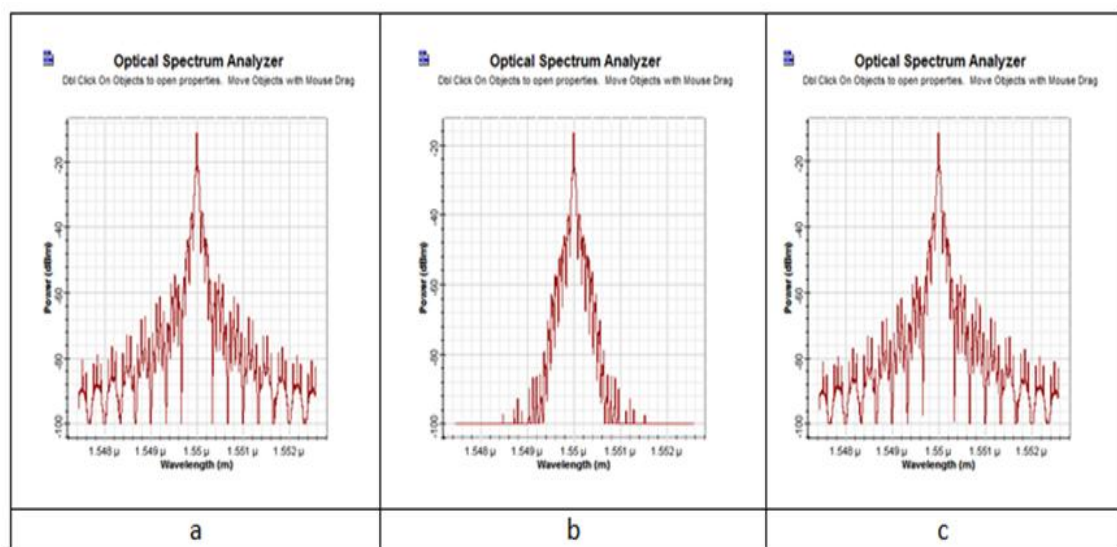 Optical Spectrum Analyzer
Dbl Click On Objects to open properties. Move Objects with Mouse Drag
Power (dBm)
-20
-40
-60
-80
-100
1.548 µ 1.549 µ 1.55 µ 1.551 µ 1.552 µ
Wavelength (m)
a
Optical Spectrum Analyzer
Dbl Click On Objects to open properties. Move Objects with Mouse Drag
Power (dBm)
-20
-40
-60
-80
-100
1.548 µ 1.549 µ 1.55 µ 1.551 µ 1.552 µ
Wavelength (m)
b
Optical Spectrum Analyzer
Dbl Click On Objects to open properties. Move Objects with Mouse Drag
Power (dBm)
-20
-40
-60
-80
-100
1.548 µ 1.549 µ 1.55 µ 1.551 µ 1.552 µ
Wavelength (m)
c